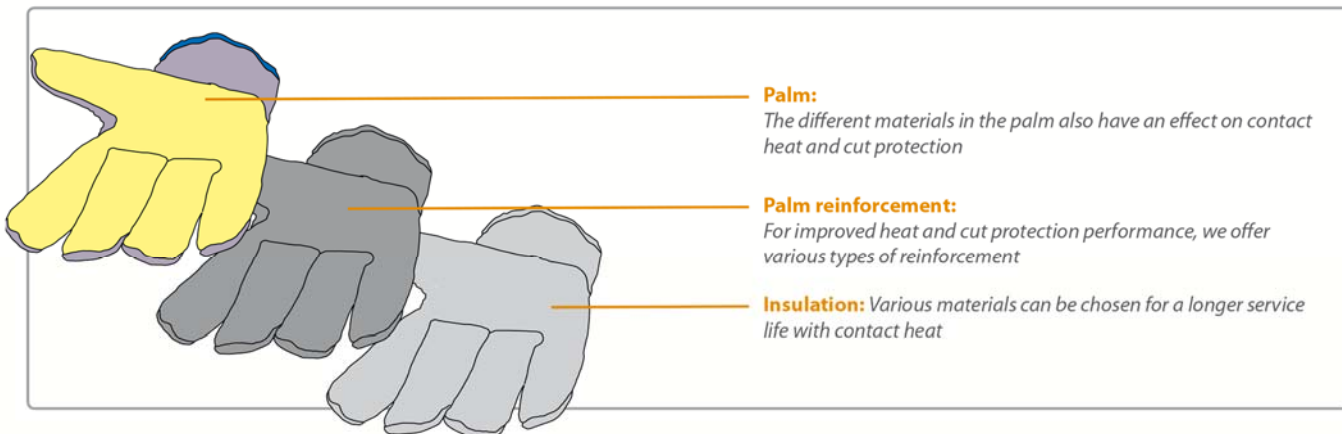 Palm:
The different materials in the palm also have an effect on contact
heat and cut protection
Palm reinforcement:
For improved heat and cut protection performance, we offer
various types of reinforcement
Insulation: Various materials can be chosen for a longer service
life with contact heat